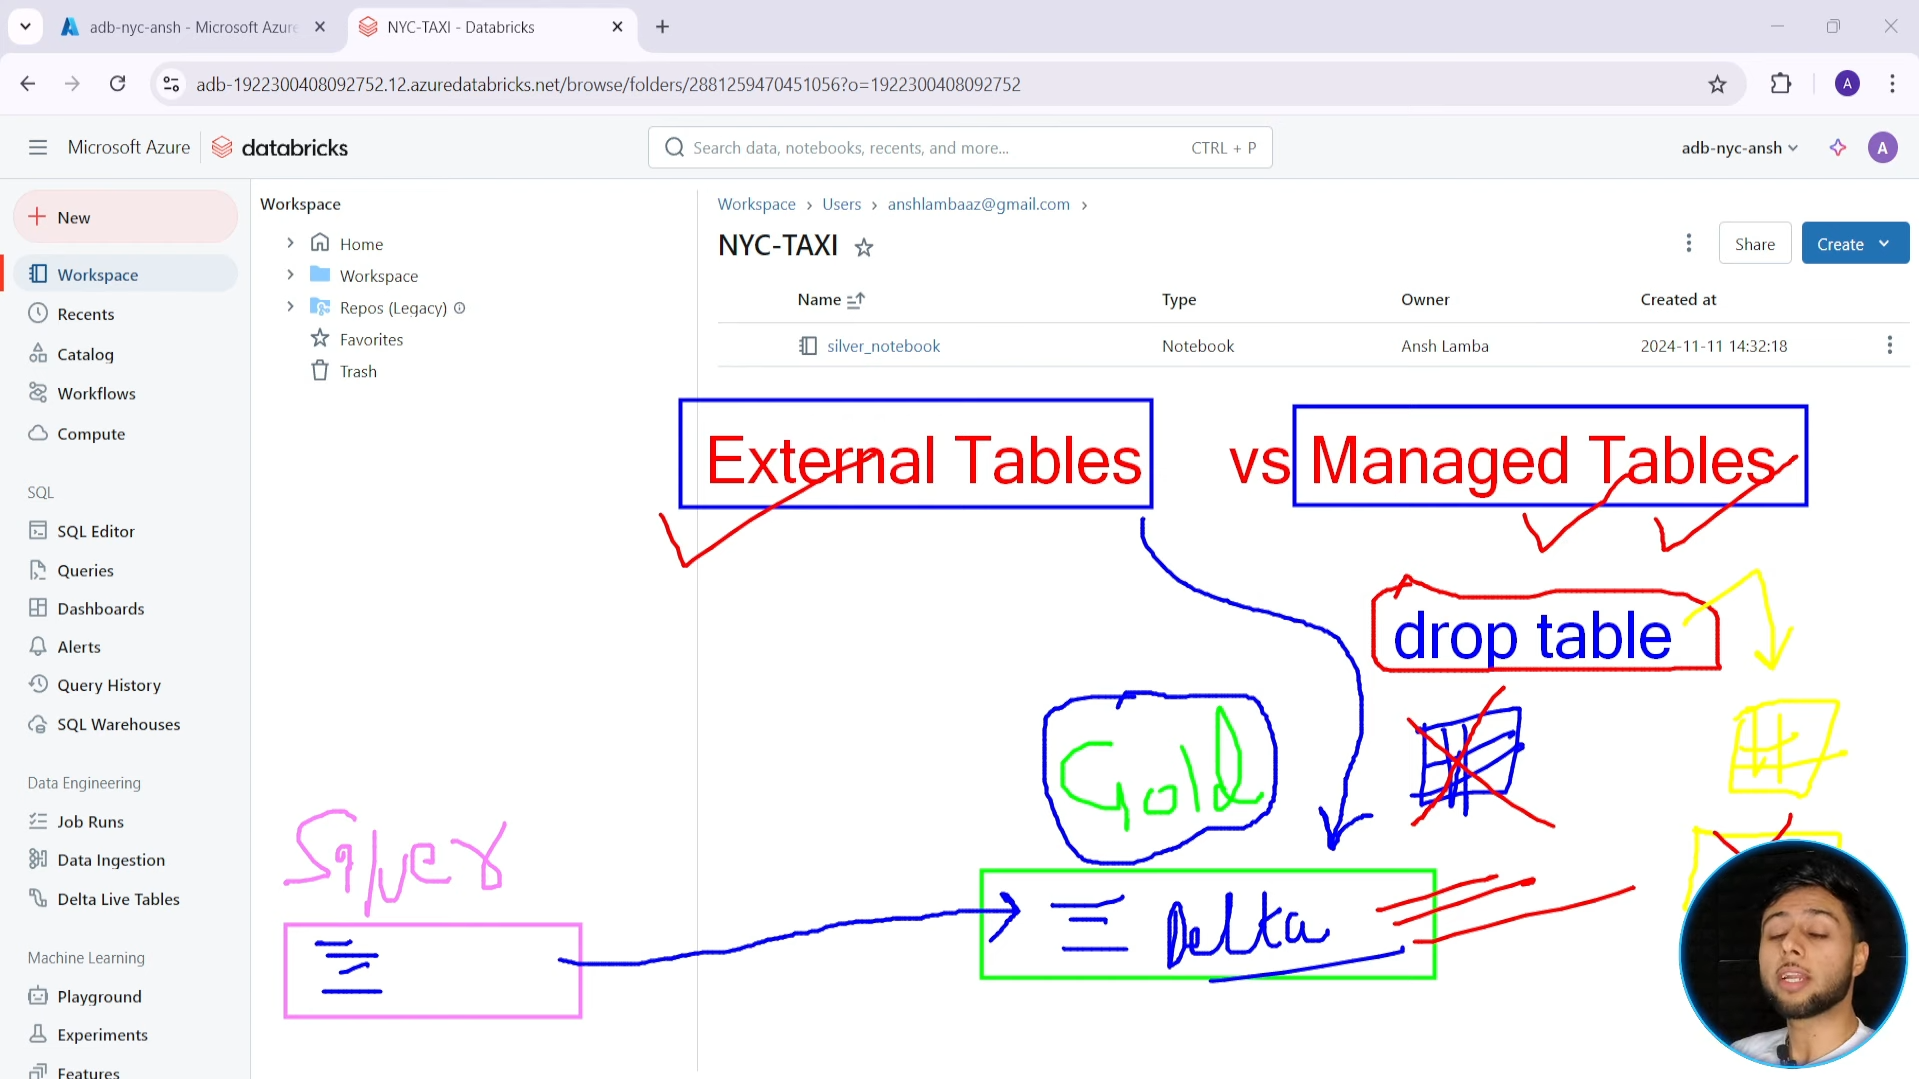 adb-nyc-ansh - Microsoft Azure
NYC-TAXI - Databricks
adb-1922300408092752.12.azuredatabricks.net/browse/folders/2881259470451056?o=1922300408092752
A
Microsoft Azure
databricks
Search data, notebooks, recents, and more...
CTRL + P
adb-nyc-ansh
A
New
Workspace
Recents
Catalog
Workflows
Compute
SQL
SQL Editor
Queries
Dashboards
Alerts
Query History
SQL Warehouses
Data Engineering
Job Runs
Data Ingestion
Delta Live Tables
Machine Learning
Playground
Experiments
Features
Workspace
Home
Workspace
Repos (Legacy)
Favorites
Trash
Workspace › Users › anshlambaaz@gmail.com ›
NYC-TAXI
Share
Create
Name Type Owner Created at
silver_notebook Notebook Ansh Lamba 2024-11-11 14:32:18
External Tables vs Managed Tables
drop table
Gold
Silver
Delta